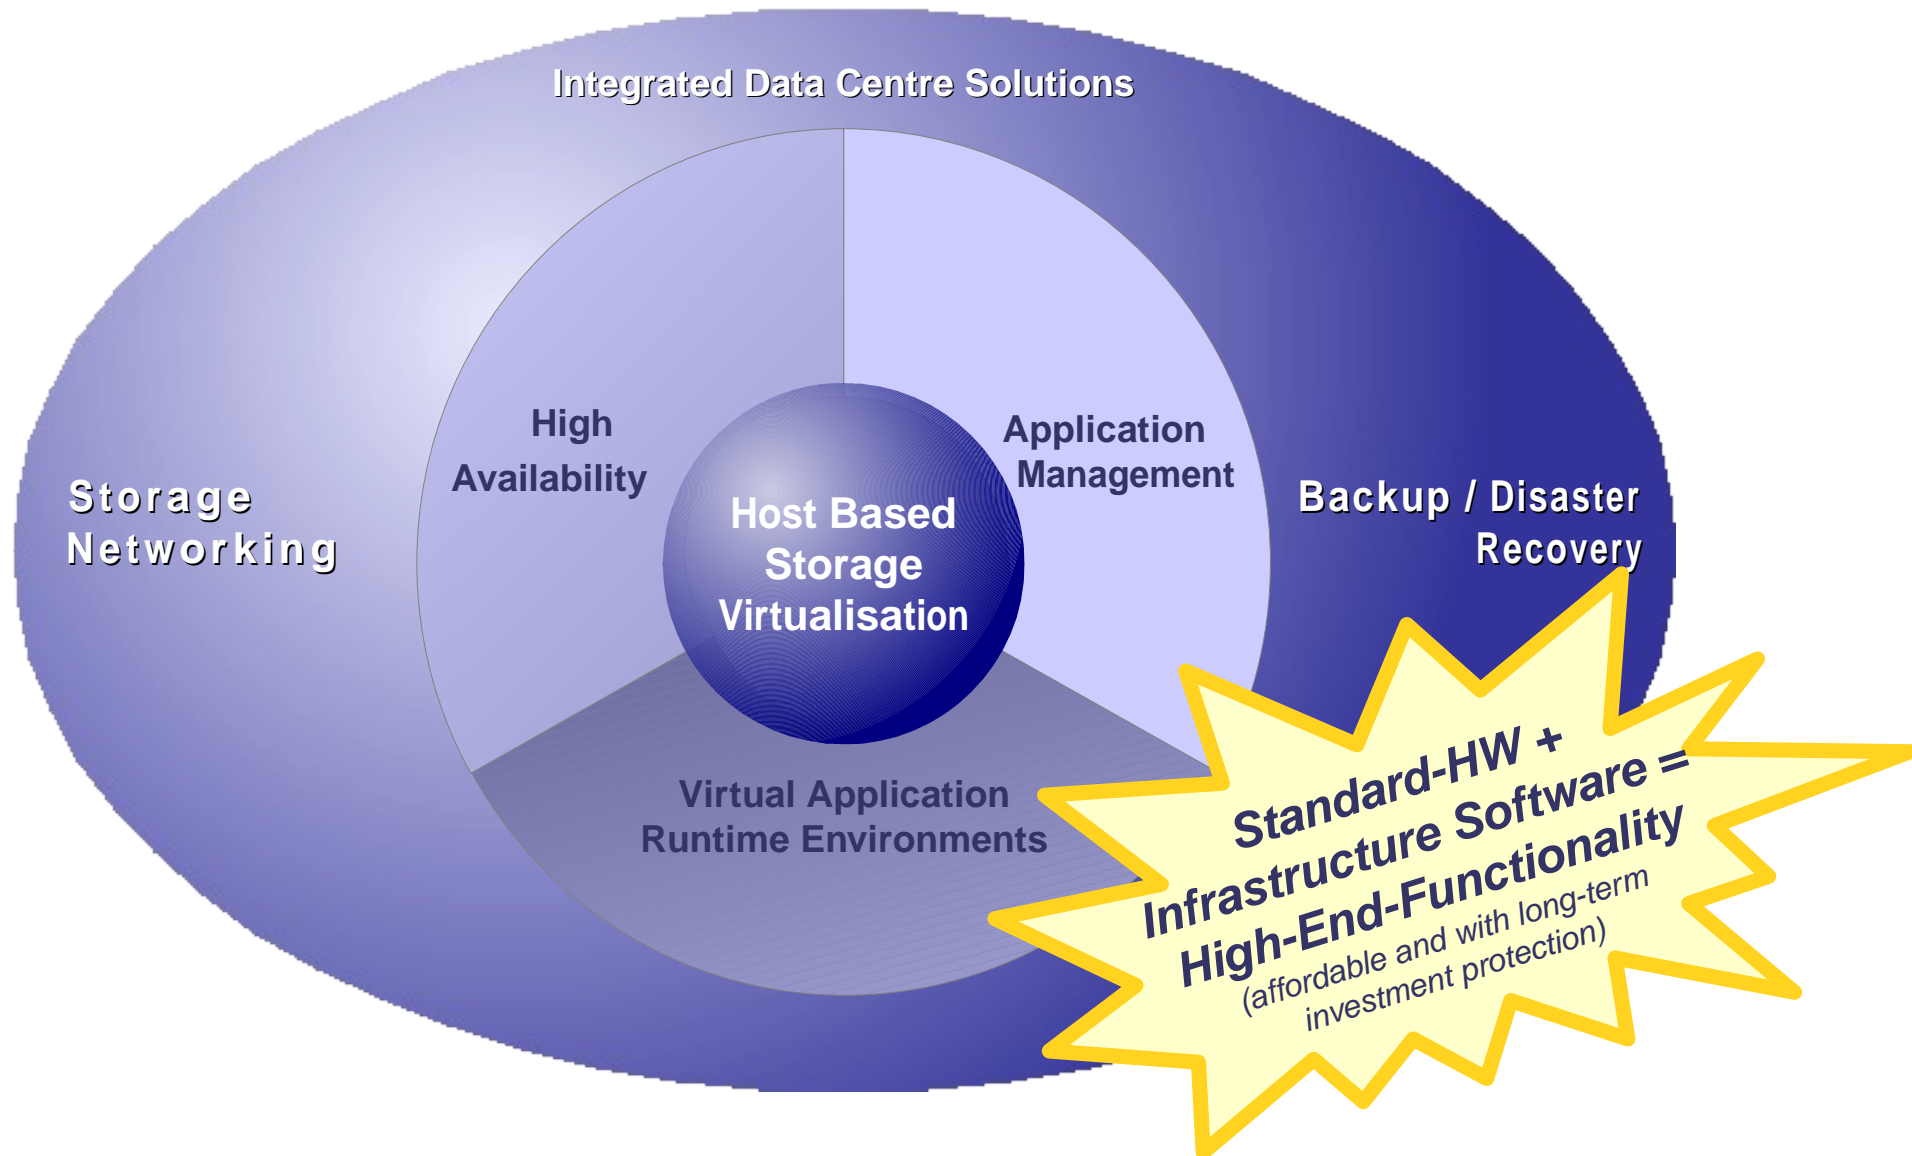 Integrated Data Centre Solutions
High
Availability
Application
Management
Storage
Networking
Backup / Disaster
Recovery
Host Based
Storage
Virtualisation
Virtual Application
Runtime Environments
Standard-HW +
Infrastructure Software =
High-End-Functionality
(affordable and with long-term
investment protection)